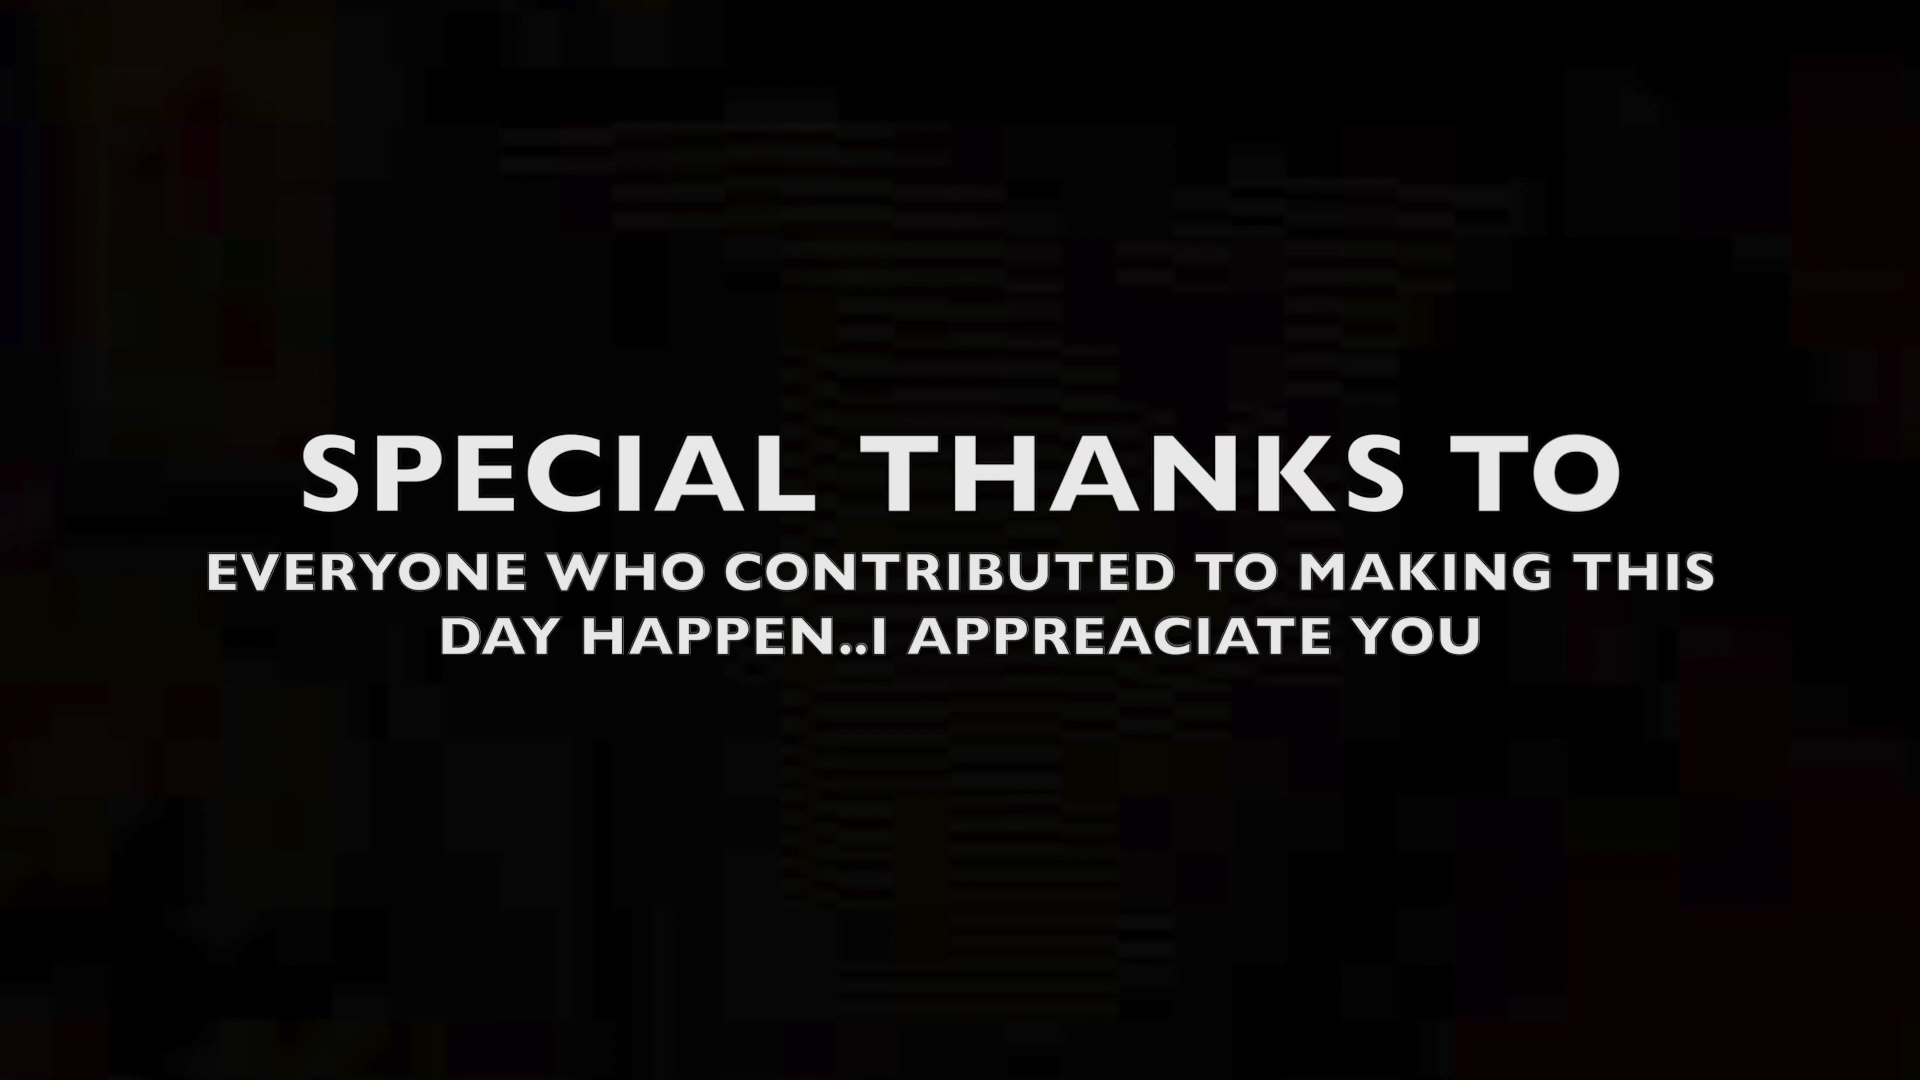 SPECIAL THANKS TO
EVERYONE WHO CONTRIBUTED TO MAKING THIS
DAY HAPPEN..I APPREACIATE YOU